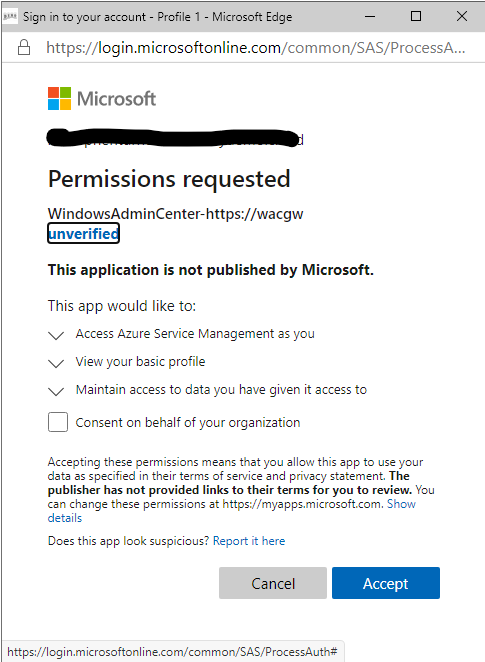 Sign in to your account - Profile 1 - Microsoft Edge
https://login.microsoftonline.com/common/SAS/ProcessA...
Microsoft
Permissions requested
WindowsAdminCenter-https://wacgw
unverified
This application is not published by Microsoft.
This app would like to:
Access Azure Service Management as you
View your basic profile
Maintain access to data you have given it access to
Consent on behalf of your organization
Accepting these permissions means that you allow this app to use your
data as specified in their terms of service and privacy statement. The
publisher has not provided links to their terms for you to review. You
can change these permissions at https://myapps.microsoft.com. Show
details
Does this app look suspicious? Report it here
Cancel Accept
https://login.microsoftonline.com/common/SAS/ProcessAuth#